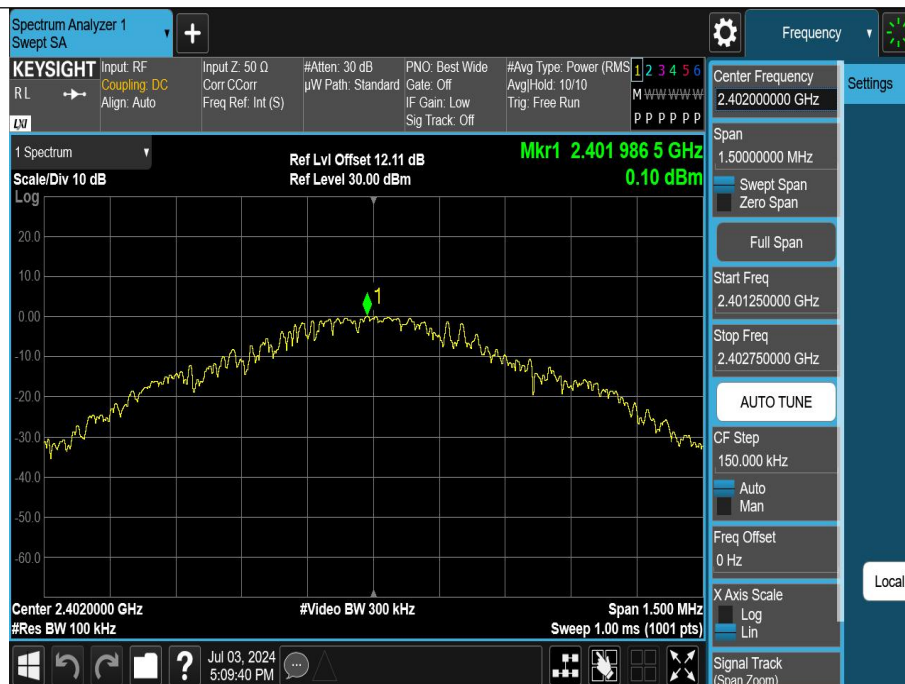 Spectrum Analyzer 1
Swept SA
+
Frequency
KEYSIGHT
RL
LXI
Input: RF
Coupling: DC
Align: Auto
Input Z: 50 Ω
Corr CCorr
Freq Ref: Int (S)
#Atten: 30 dB
µW Path: Standard
PNO: Best Wide
Gate: Off
IF Gain: Low
Sig Track: Off
#Avg Type: Power (RMS
Avg|Hold: 10/10
Trig: Free Run
1 2 3 4 5 6
M W W W W W
P P P P P P
1 Spectrum
Scale/Div 10 dB
Log
Ref Lvl Offset 12.11 dB
Ref Level 30.00 dBm
Mkr1 2.401 986 5 GHz
0.10 dBm
20.0
10.0
0.00
-10.0
-20.0
-30.0
-40.0
-50.0
-60.0
1
Center 2.4020000 GHz
#Res BW 100 kHz
#Video BW 300 kHz
Span 1.500 MHz
Sweep 1.00 ms (1001 pts)
Center Frequency
2.402000000 GHz
Settings
Span
1.50000000 MHz
Swept Span
Zero Span
Full Span
Start Freq
2.401250000 GHz
Stop Freq
2.402750000 GHz
AUTO TUNE
CF Step
150.000 kHz
Auto
Man
Freq Offset
0 Hz
Local
X Axis Scale
Log
Lin
Signal Track
(Span Zoom)
?
Jul 03, 2024
5:09:40 PM